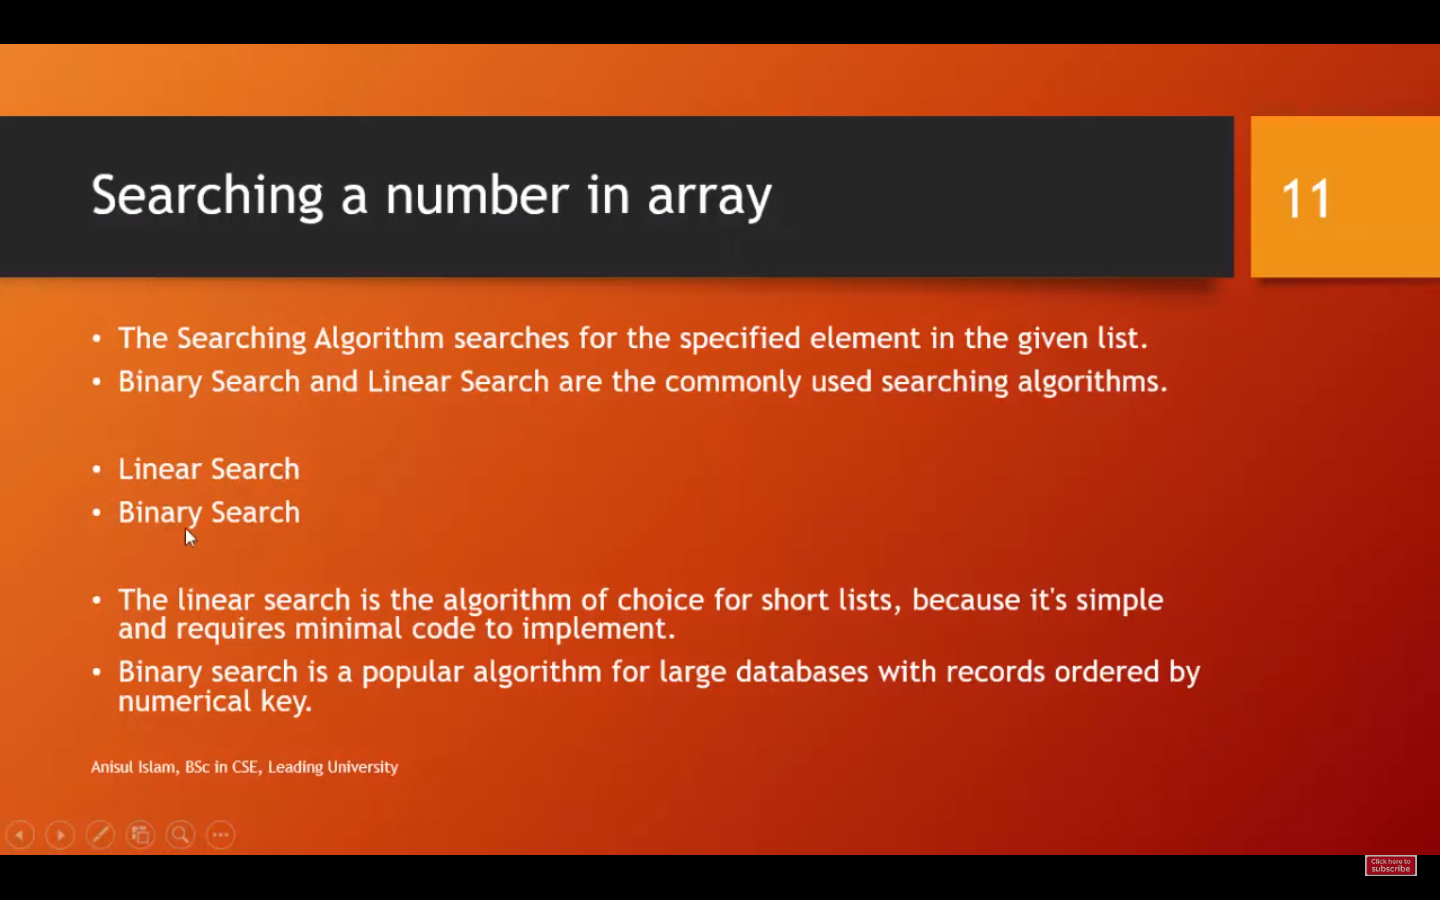 Searching a number in array
11
• The Searching Algorithm searches for the specified element in the given list.
• Binary Search and Linear Search are the commonly used searching algorithms.
• Linear Search
• Binary Search
• The linear search is the algorithm of choice for short lists, because it's simple
and requires minimal code to implement.
• Binary search is a popular algorithm for large databases with records ordered by
numerical key.
Anisul Islam, BSc in CSE, Leading University
Click here to
subscribe